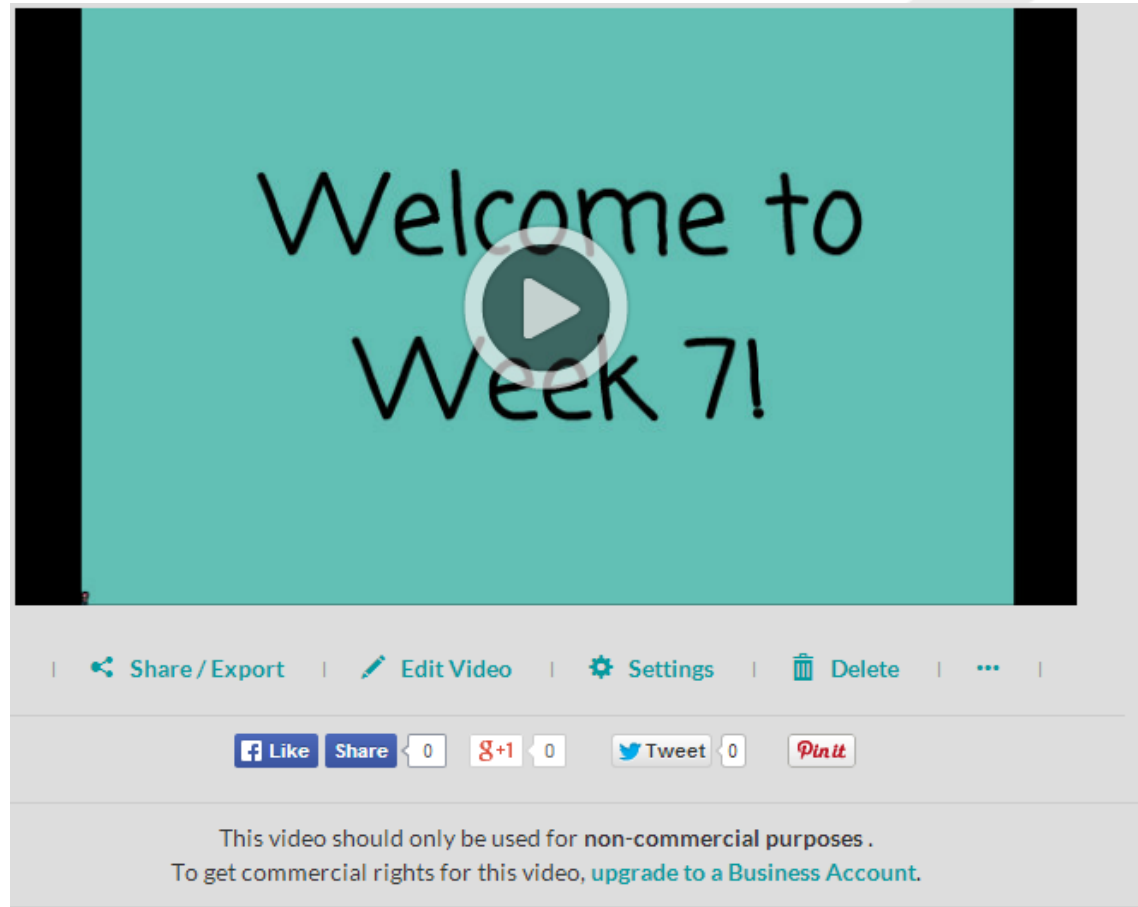 Welcome to
Week 7!
Share / Export | Edit Video | Settings | Delete | ... |
Like Share 0 g+1 0 Tweet 0 Pin it
This video should only be used for non-commercial purposes .
To get commercial rights for this video, upgrade to a Business Account.